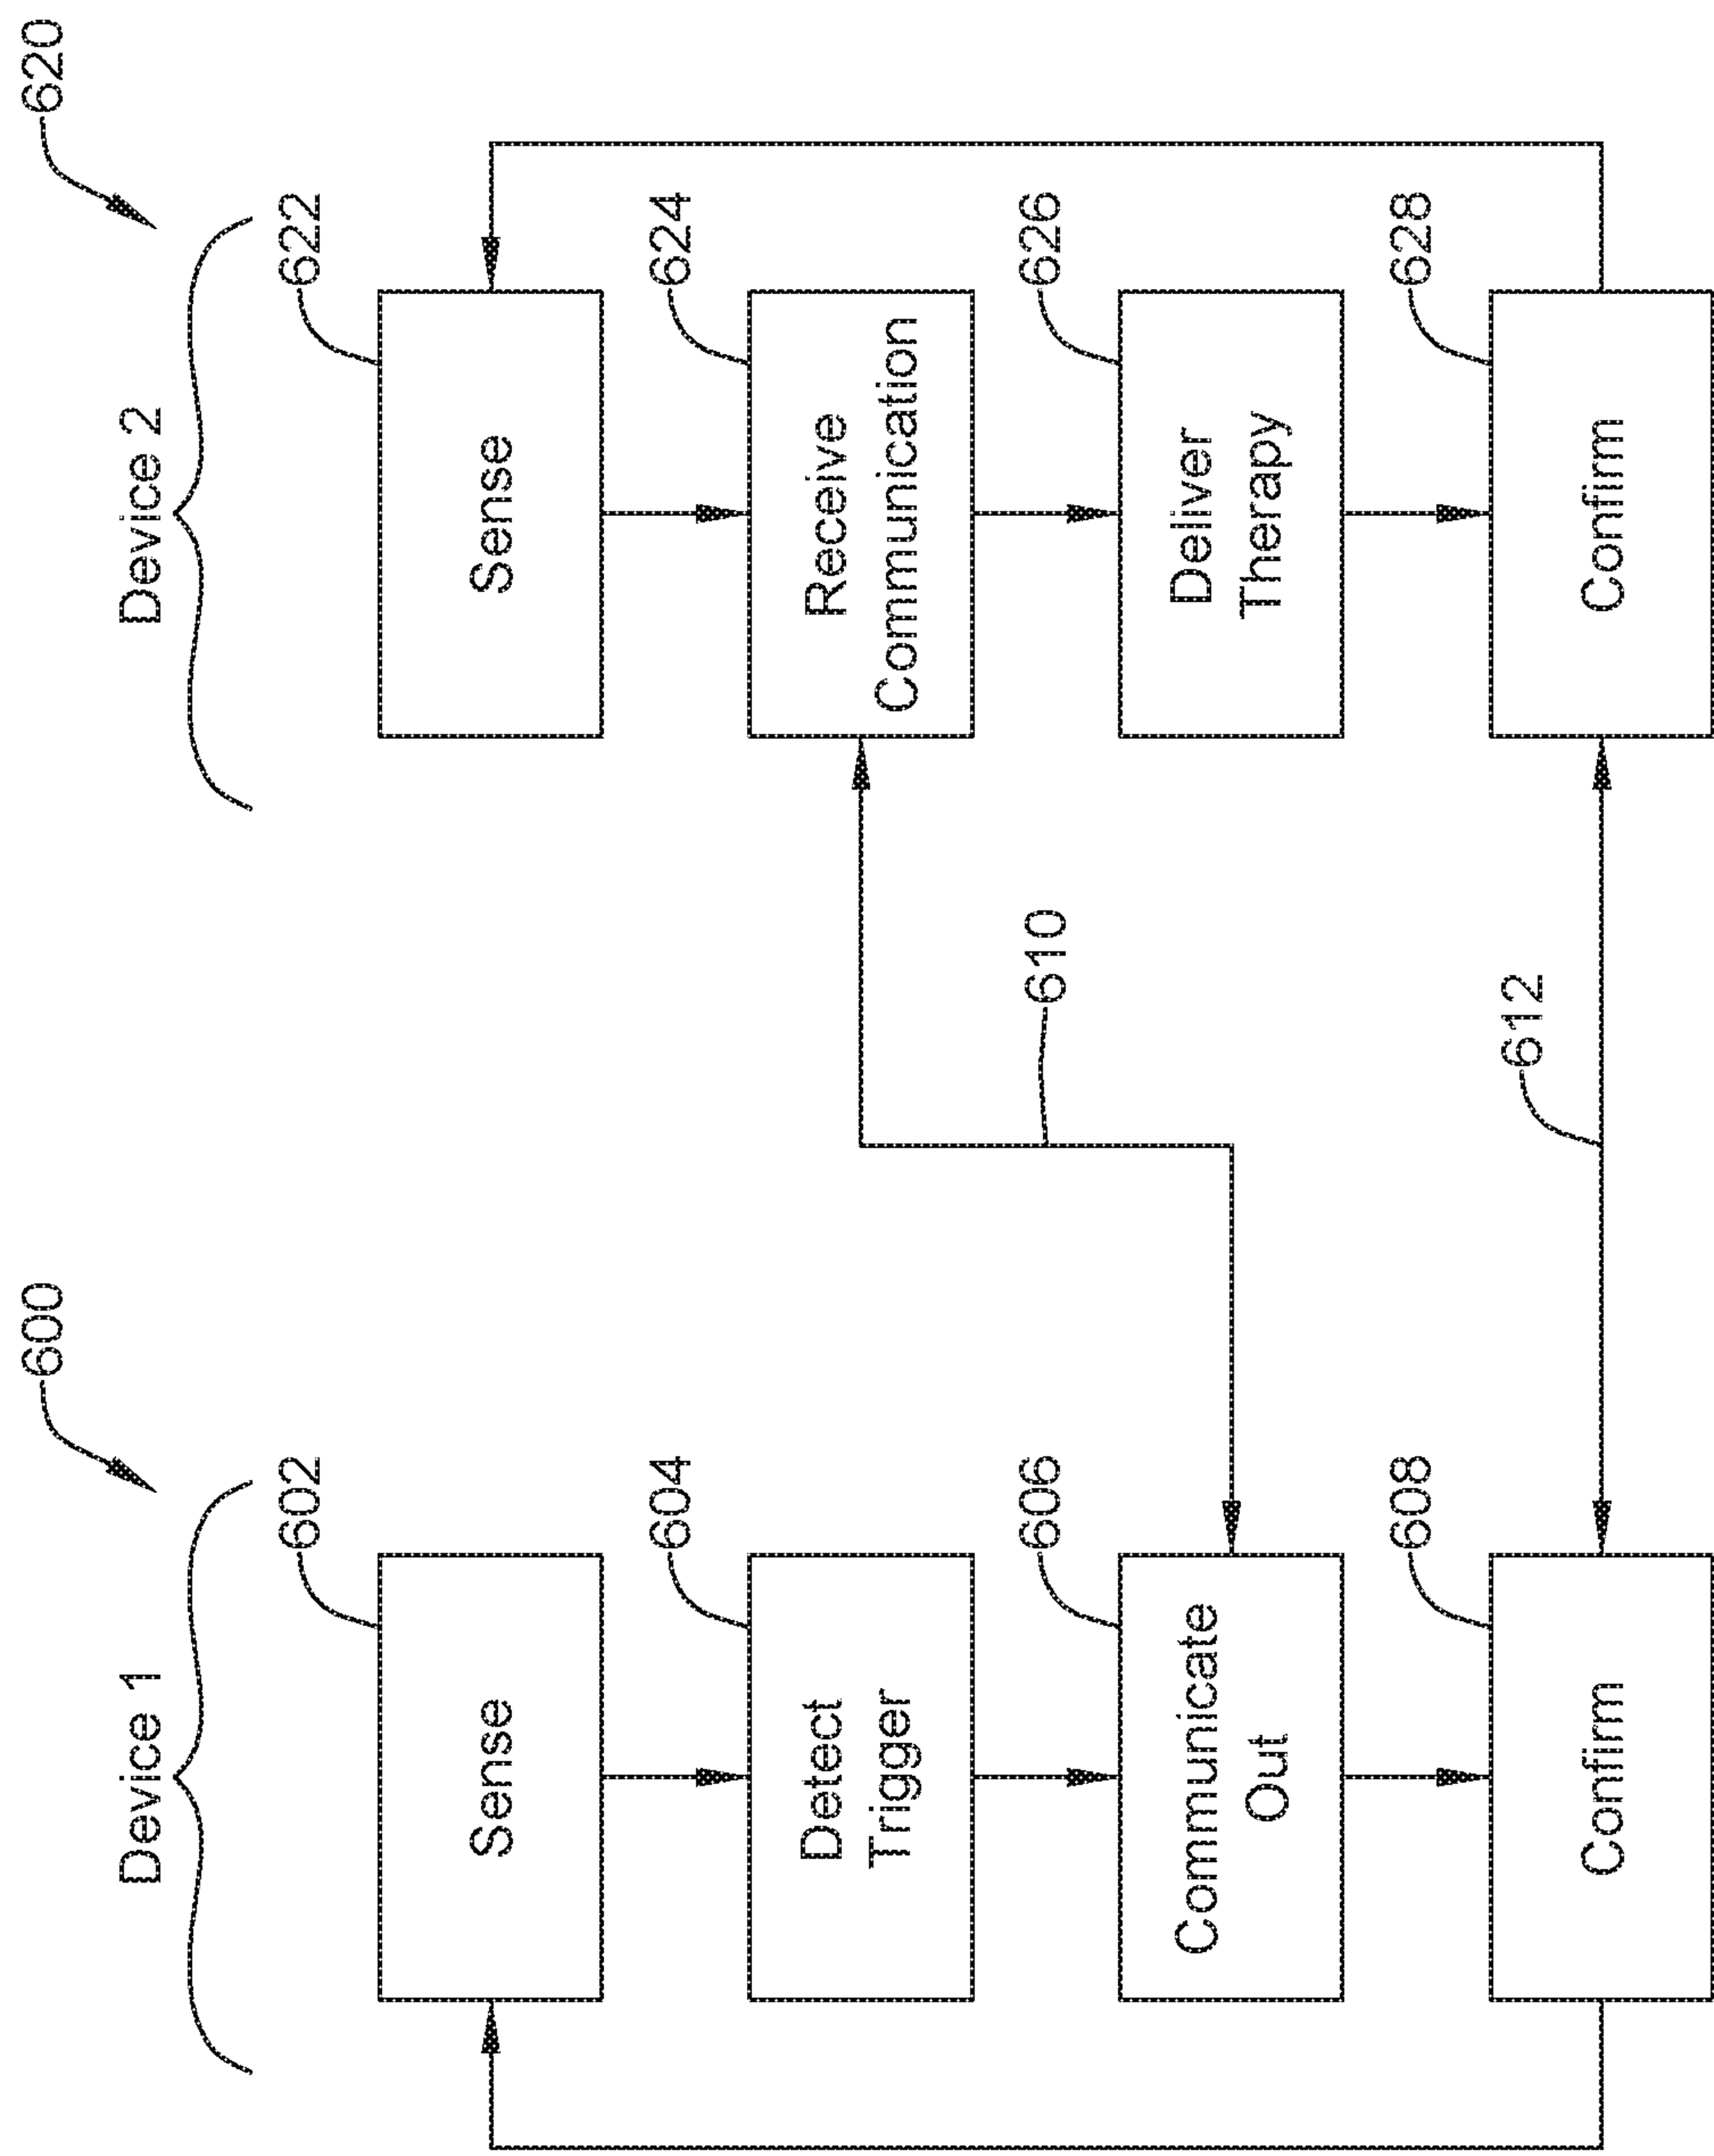 600
620
Device 1
Device 2
602
Sense
622
Sense
604
Detect
Trigger
624
Receive
Communication
610
606
Communicate
Out
626
Deliver
Therapy
608
Confirm
612
628
Confirm